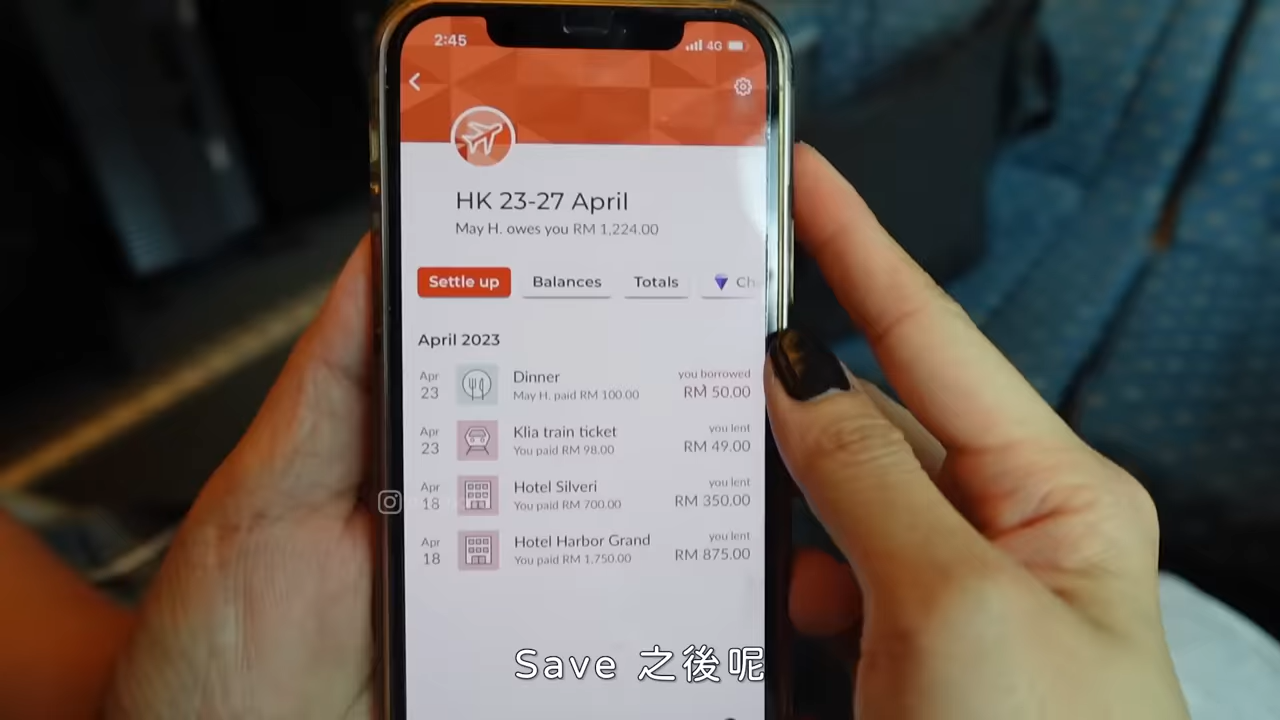 2:45
4G
HK 23-27 April
May H. owes you RM 1,224.00
Settle up
Balances
Totals
April 2023
Apr 23
Dinner
May H. paid RM 100.00
you borrowed
RM 50.00
Apr 23
Klia train ticket
You paid RM 98.00
you lent
RM 49.00
Apr 18
Hotel Silveri
You paid RM 700.00
you lent
RM 350.00
Apr 18
Hotel Harbor Grand
You paid RM 1,750.00
you lent
RM 875.00
Save 之後呢